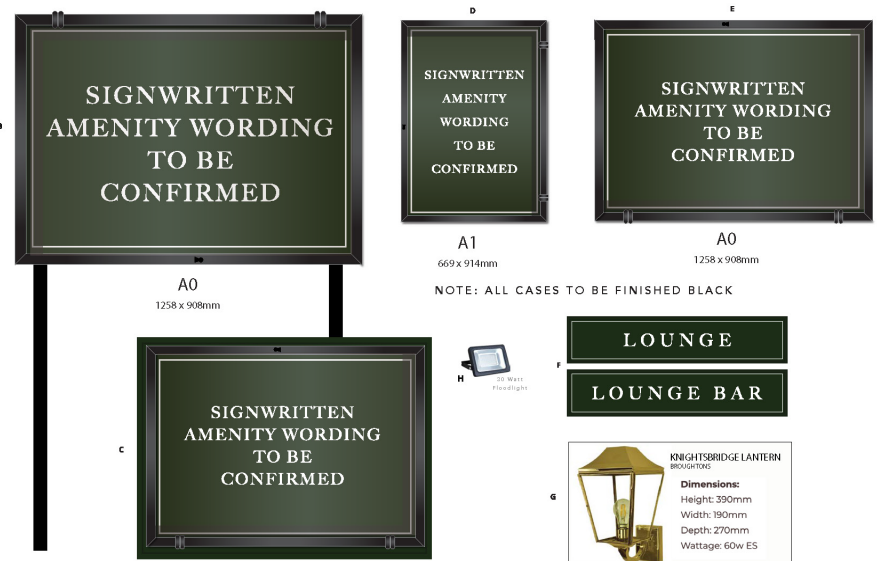 D
E
SIGNWRITTEN
AMENITY WORDING
TO BE
CONFIRMED
SIGNWRITTEN
AMENITY
WORDING
TO BE
CONFIRMED
SIGNWRITTEN
AMENITY WORDING
TO BE
CONFIRMED
A0
1258 x 908mm
A1
669 x 914mm
A0
1258 x 908mm
NOTE: ALL CASES TO BE FINISHED BLACK
C
SIGNWRITTEN
AMENITY WORDING
TO BE
CONFIRMED
H
20 Watt
Floodlight
F
LOUNGE
LOUNGE BAR
G
KNIGHTSBRIDGE LANTERN
BROUGHTONS
Dimensions:
Height: 390mm
Width: 190mm
Depth: 270mm
Wattage: 60w ES